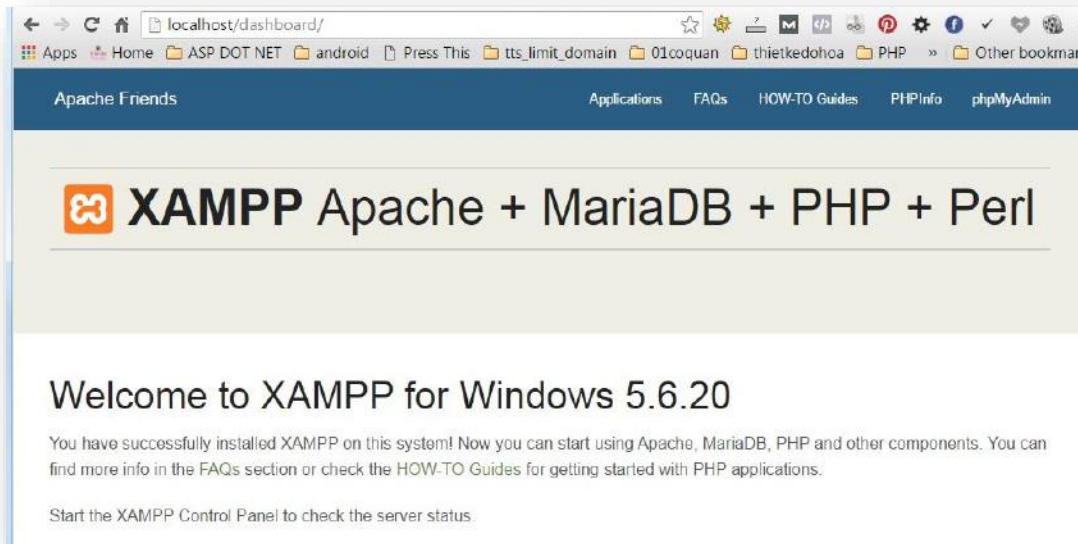 localhost/dashboard/
Apps Home ASP DOT NET android Press This tts_limit_domain 01coquan thietkedohoa PHP » Other bookmar
Apache Friends Applications FAQs HOW-TO Guides PHPInfo phpMyAdmin
XAMPP Apache + MariaDB + PHP + Perl
Welcome to XAMPP for Windows 5.6.20
You have successfully installed XAMPP on this system! Now you can start using Apache, MariaDB, PHP and other components. You can
find more info in the FAQs section or check the HOW-TO Guides for getting started with PHP applications.
Start the XAMPP Control Panel to check the server status.